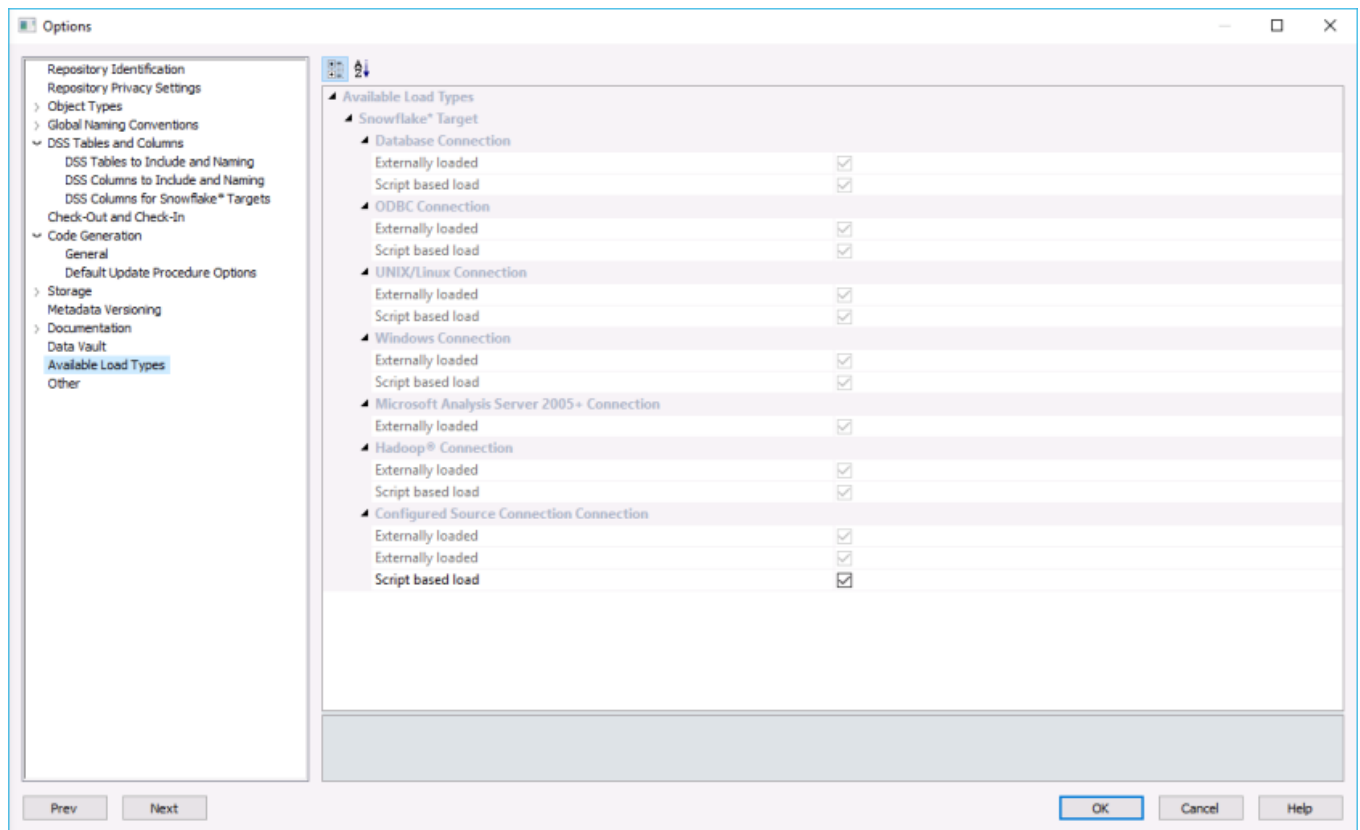 Options
Repository Identification
Repository Privacy Settings
Object Types
Global Naming Conventions
DSS Tables and Columns
DSS Tables to Include and Naming
DSS Columns to Include and Naming
DSS Columns for Snowflake* Targets
Check-Out and Check-In
Code Generation
General
Default Update Procedure Options
Storage
Metadata Versioning
Documentation
Data Vault
Available Load Types
Other
Available Load Types
Snowflake* Target
Database Connection
Externally loaded
Script based load
ODBC Connection
Externally loaded
Script based load
UNIX/Linux Connection
Externally loaded
Script based load
Windows Connection
Externally loaded
Script based load
Microsoft Analysis Server 2005+ Connection
Externally loaded
Hadoop® Connection
Externally loaded
Script based load
Configured Source Connection Connection
Externally loaded
Externally loaded
Script based load
Prev Next OK Cancel Help